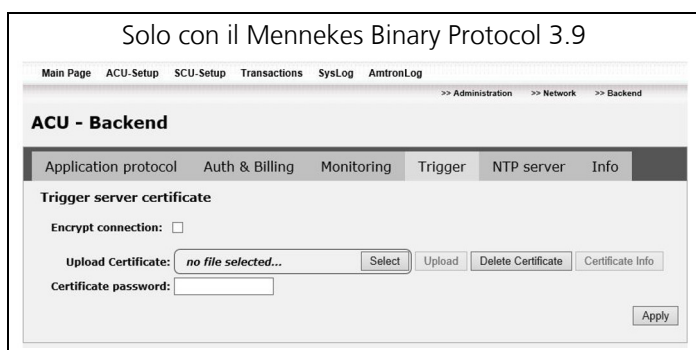 Solo con il Mennekes Binary Protocol 3.9
Main Page ACU-Setup SCU-Setup Transactions SysLog AmtronLog
>> Administration >> Network >> Backend
ACU - Backend
Application protocol Auth & Billing Monitoring Trigger NTP server Info
Trigger server certificate
Encrypt connection:
Upload Certificate: no file selected... Select Upload Delete Certificate Certificate Info
Certificate password:
Apply